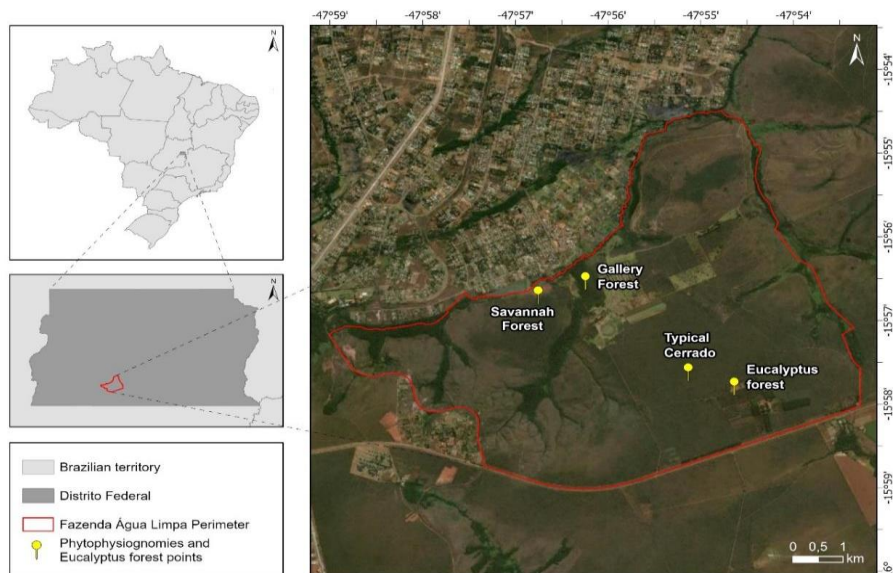 -47°59 -47°58 -47°57 -47°56 -47°55 -47°54
N
N
N
-15°54
-15°55
-15°56
-15°57
-15°58
-15°59
Gallery
Forest
Savannah
Forest
Typical
Cerrado
Eucalyptus
forest
Brazilian territory
Distrito Federal
Fazenda Água Limpa Perimeter
Phytophysiognomies and
Eucalyptus forest points
0 0,5 1
km